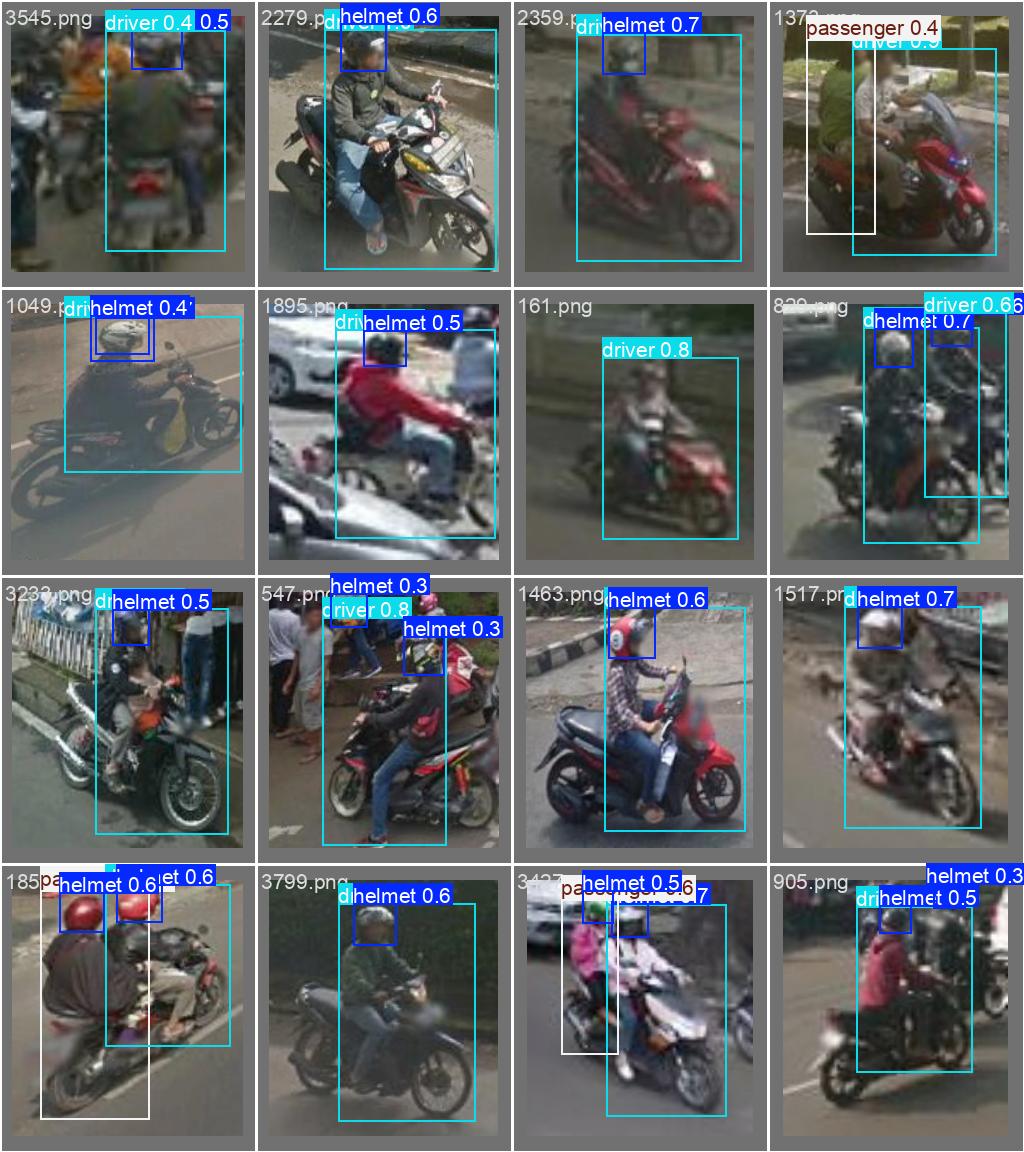 3545.png
driver 0.4
0.5
2279.png
helmet 0.6
2359.p
helmet 0.7
1373
passenger 0.4
driver 0.9
1049.p
helmet 0.4
1895.png
helmet 0.5
161.png
driver 0.8
829.png
helmet 0.7
driver 0.6
3233.png
helmet 0.5
547.png
helmet 0.3
driver 0.8
helmet 0.3
1463.png
helmet 0.6
1517.png
helmet 0.7
185
helmet 0.6
helmet 0.6
3799.png
helmet 0.6
helmet 0.5
905.png
helmet 0.5
helmet 0.3